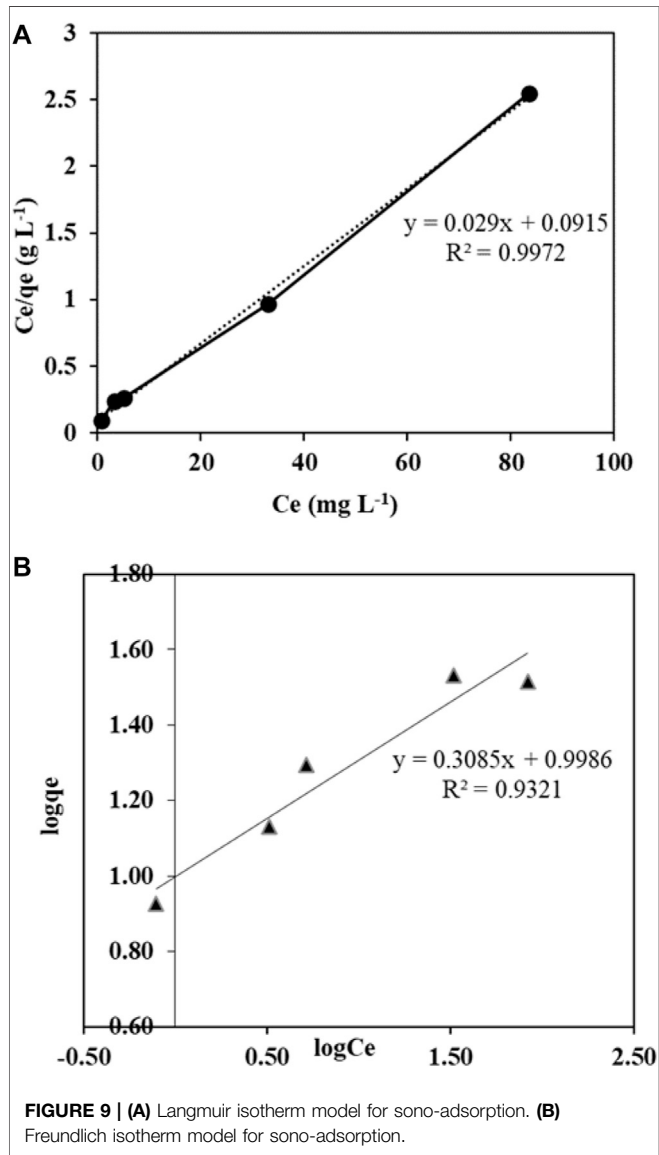 A
3
2.5
2
1.5
1
0.5
0
Ce/qe (g L⁻¹)
y = 0.029x + 0.0915
R² = 0.9972
0 20 40 60 80 100
Ce (mg L⁻¹)
B
1.80
1.60
1.40
1.20
1.00
0.80
0.60
logqe
y = 0.3085x + 0.9986
R² = 0.9321
-0.50 0.50 1.50 2.50
logCe
FIGURE 9 | (A) Langmuir isotherm model for sono-adsorption. (B)
Freundlich isotherm model for sono-adsorption.